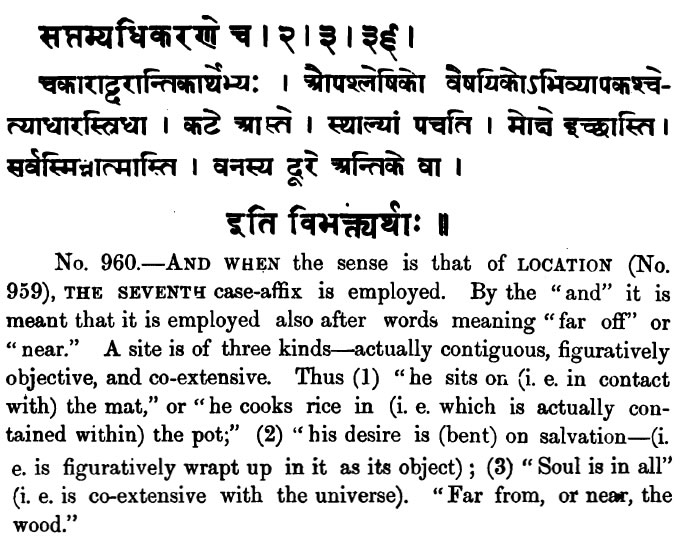 सप्तम्यधिकरणे च । २ । ३ । ३६ ।
चकाराद्दूरान्तिकार्थेभ्यः । औपश्लेषिको वैषयिकोऽभिव्यापकश्चे-
त्याधारस्त्रिधा । कटे आस्ते । स्थाल्यां पचति । मोक्षे इच्छास्ति ।
सर्वस्मिन्नात्मास्ति । वनस्य दूरे अन्तिके वा ।
इति विभक्त्यर्थाः ॥
No. 960.—AND WHEN the sense is that of LOCATION (No.
959), THE SEVENTH case-affix is employed. By the “and” it is
meant that it is employed also after words meaning “far off” or
“near.” A site is of three kinds—actually contiguous, figuratively
objective, and co-extensive. Thus (1) “he sits on (i. e. in contact
with) the mat,” or “he cooks rice in (i. e. which is actually con-
tained within) the pot;” (2) “his desire is (bent) on salvation—(i.
e. is figuratively wrapt up in it as its object) ; (3) “Soul is in all”
(i. e. is co-extensive with the universe). “Far from, or near, the
wood.”